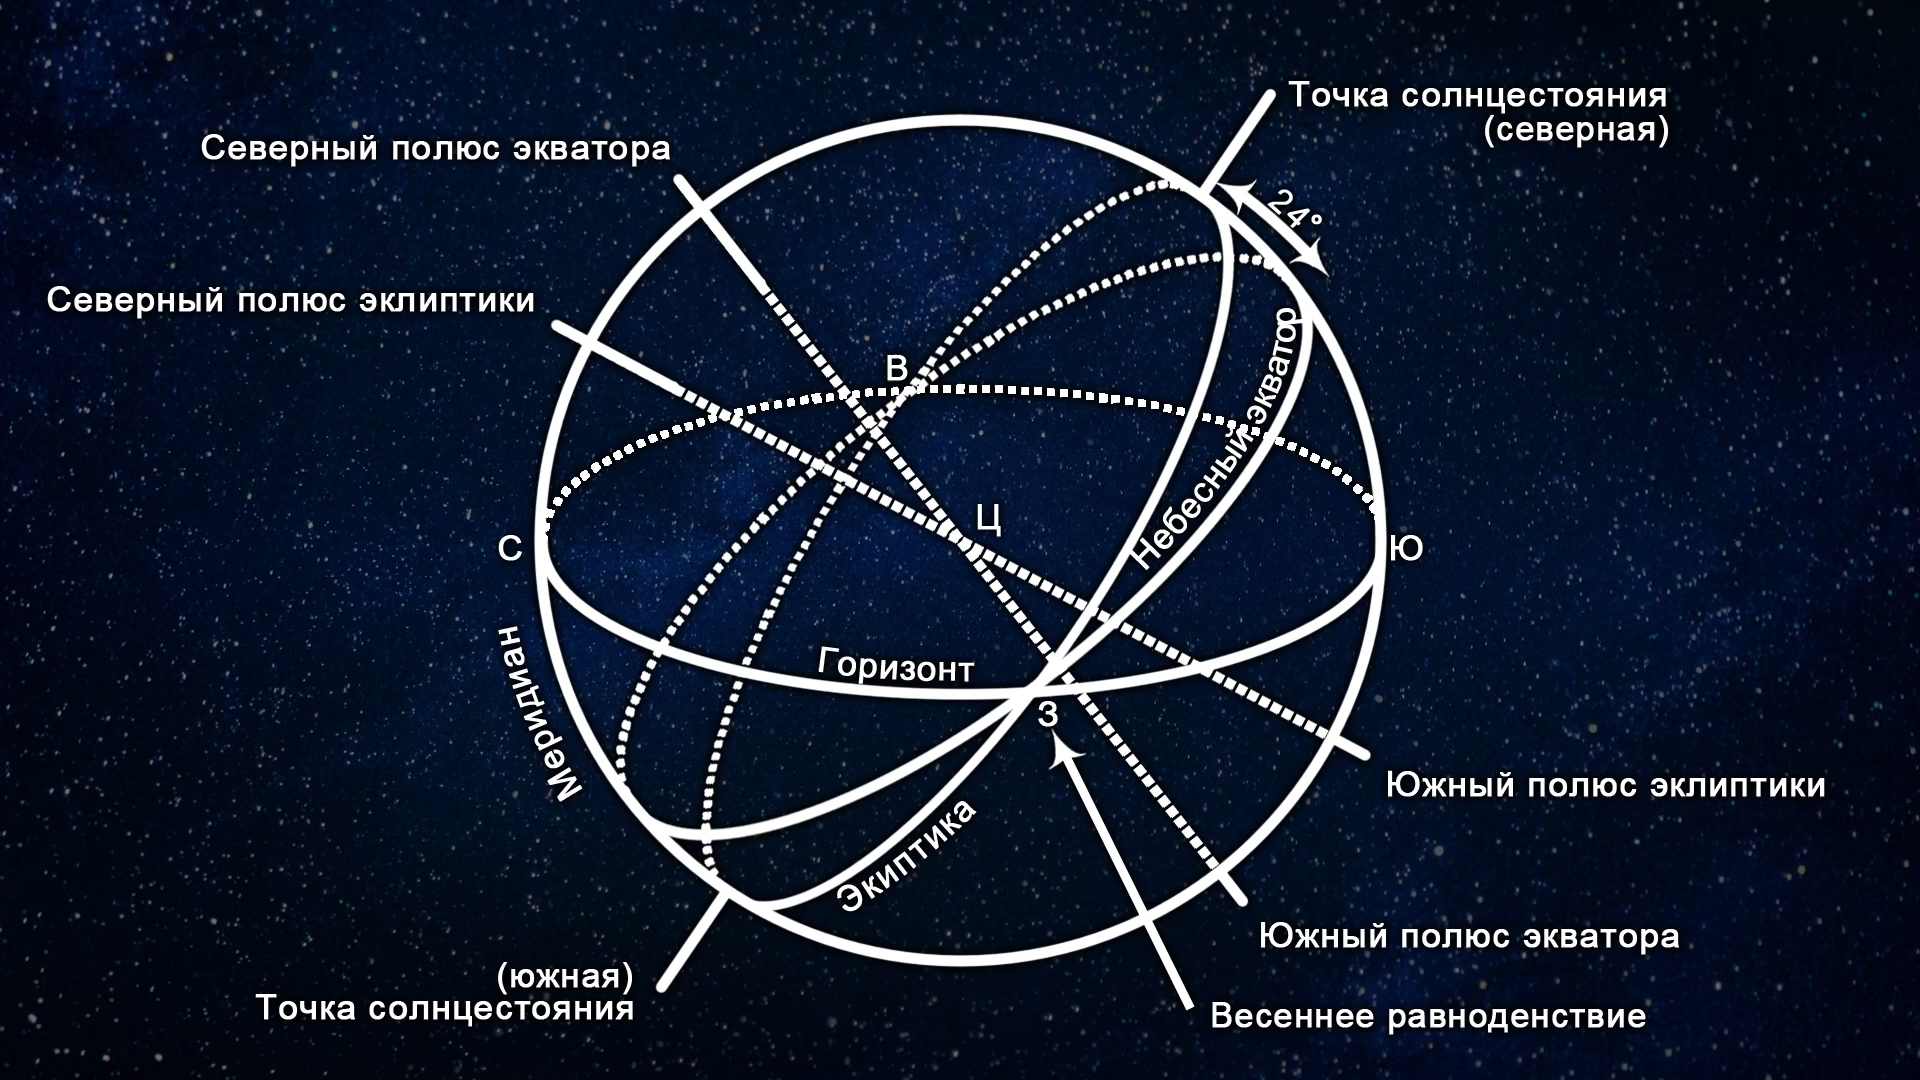 Точка солнцестояния
(северная)
Северный полюс экватора
24°
Северный полюс эклиптики
В
Небесный экватор
Ц
С
Ю
Горизонт
Меридиан
З
Южный полюс эклиптики
Экиптика
Южный полюс экватора
(южная)
Точка солнцестояния
Весеннее равноденствие